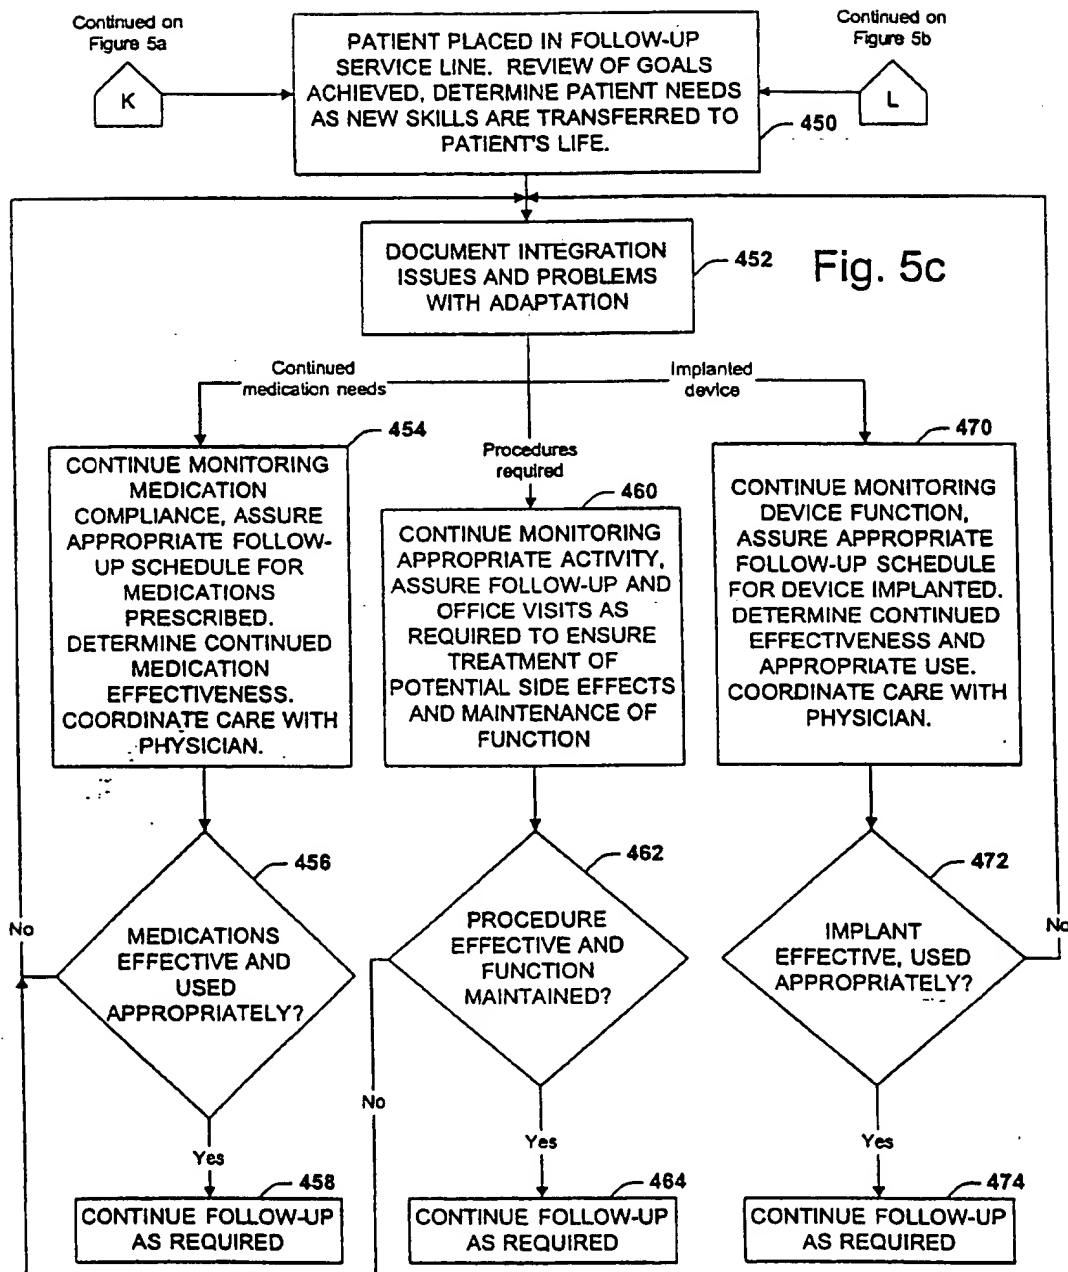 Continued on
Figure 5a
K
PATIENT PLACED IN FOLLOW-UP
SERVICE LINE. REVIEW OF GOALS
ACHIEVED, DETERMINE PATIENT NEEDS
AS NEW SKILLS ARE TRANSFERRED TO
PATIENT'S LIFE.
Continued on
Figure 5b
L
450
DOCUMENT INTEGRATION
ISSUES AND PROBLEMS
WITH ADAPTATION
452
Fig. 5c
Continued
medication needs
Implanted
device
Procedures
required
454
CONTINUE MONITORING
MEDICATION
COMPLIANCE, ASSURE
APPROPRIATE FOLLOW-
UP SCHEDULE FOR
MEDICATIONS
PRESCRIBED.
DETERMINE CONTINUED
MEDICATION
EFFECTIVENESS.
COORDINATE CARE WITH
PHYSICIAN.
460
CONTINUE MONITORING
APPROPRIATE ACTIVITY,
ASSURE FOLLOW-UP AND
OFFICE VISITS AS
REQUIRED TO ENSURE
TREATMENT OF
POTENTIAL SIDE EFFECTS
AND MAINTENANCE OF
FUNCTION
470
CONTINUE MONITORING
DEVICE FUNCTION,
ASSURE APPROPRIATE
FOLLOW-UP SCHEDULE
FOR DEVICE IMPLANTED.
DETERMINE CONTINUED
EFFECTIVENESS AND
APPROPRIATE USE.
COORDINATE CARE WITH
PHYSICIAN.
456
MEDICATIONS
EFFECTIVE AND
USED
APPROPRIATELY?
No
462
PROCEDURE
EFFECTIVE AND
FUNCTION
MAINTAINED?
No
472
IMPLANT
EFFECTIVE, USED
APPROPRIATELY?
No
Yes
458
CONTINUE FOLLOW-UP
AS REQUIRED
Yes
464
CONTINUE FOLLOW-UP
AS REQUIRED
Yes
474
CONTINUE FOLLOW-UP
AS REQUIRED